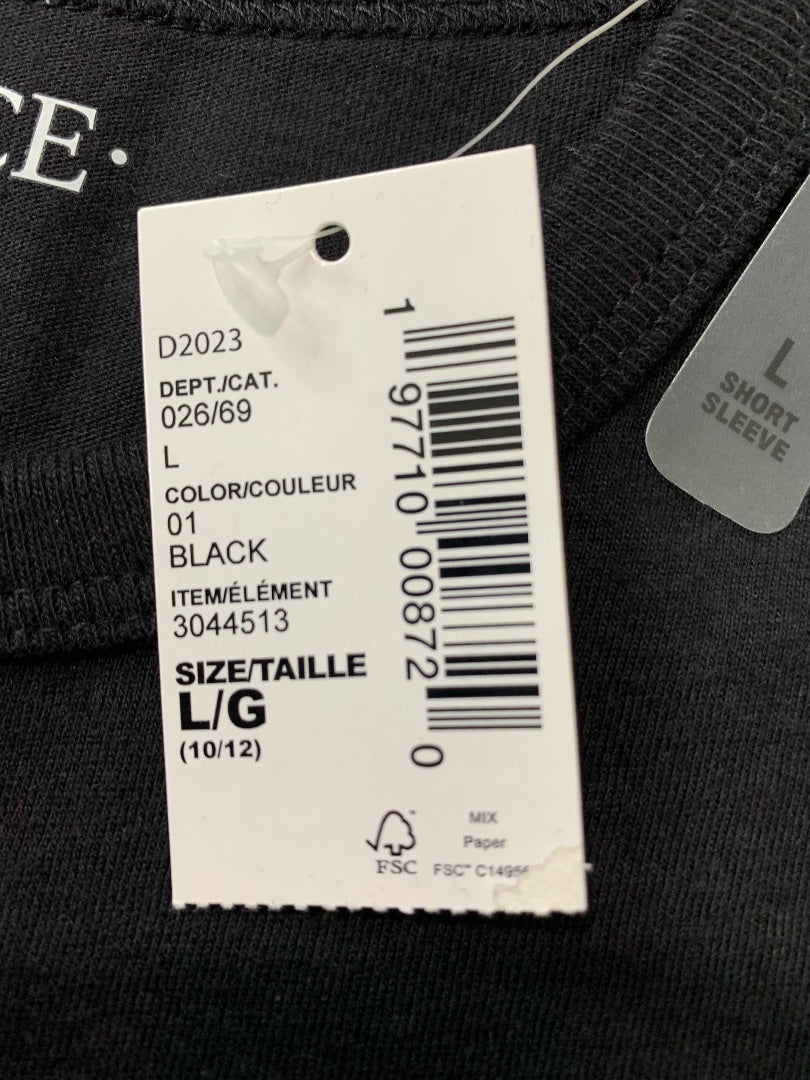 CE.
D2023
DEPT./CAT.
026/69
L
COLOR/COULEUR
01
BLACK
ITEM/ÉLÉMENT
3044513
SIZE/TAILLE
L/G
(10/12)
1 97710 00872 0
FSC
MIX
Paper
FSC™
L
SHORT
SLEEVE